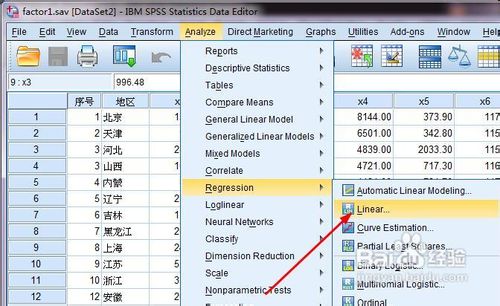 factor1.sav [DataSet2] - IBM SPSS Statistics Data Editor
File Edit View Data Transform Analyze Direct Marketing Graphs Utilities Add-ons Window
9 : x3 996.48
序号 地区 x4 x5 x6
1 1 北京 1 8144.00 373.90 117
2 2 天津 6501.00 342.80 115
3 3 河北 2 4839.00 2033.30 115
4 4 山西 1 4721.00 717.30 116
5 4 内蒙
6 5 辽宁 2
7 6 吉林 1
8 7 黑龙江 2
9 8 上海 2
10 9 江苏 5
11 10 浙江 3
12 11 安徽 2
Reports
Descriptive Statistics
Tables
Compare Means
General Linear Model
Generalized Linear Models
Mixed Models
Correlate
Regression
Loglinear
Neural Networks
Classify
Dimension Reduction
Scale
Nonparametric Tests
Automatic Linear Modeling...
Linear...
Curve Estimation...
Partial Least Squares...
Binary Logistic...
Multinomial Logistic...
Ordinal
Baidu 经验